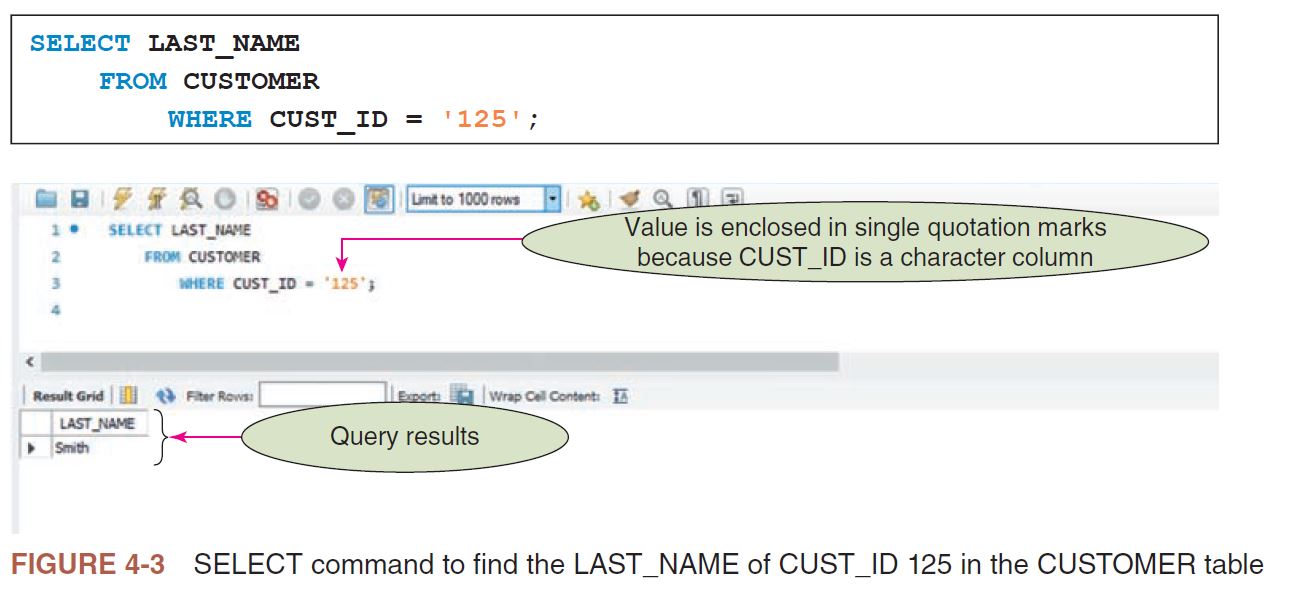 SELECT LAST_NAME
FROM CUSTOMER
WHERE CUST_ID = '125';
Limit to 1000 rows
1 SELECT LAST_NAME
2 FROM CUSTOMER
3 WHERE CUST_ID = '125';
4
Value is enclosed in single quotation marks
because CUST_ID is a character column
Result Grid Filter Rows: Export: Wrap Cell Content:
LAST_NAME
Smith
Query results
FIGURE 4-3 SELECT command to find the LAST_NAME of CUST_ID 125 in the CUSTOMER table